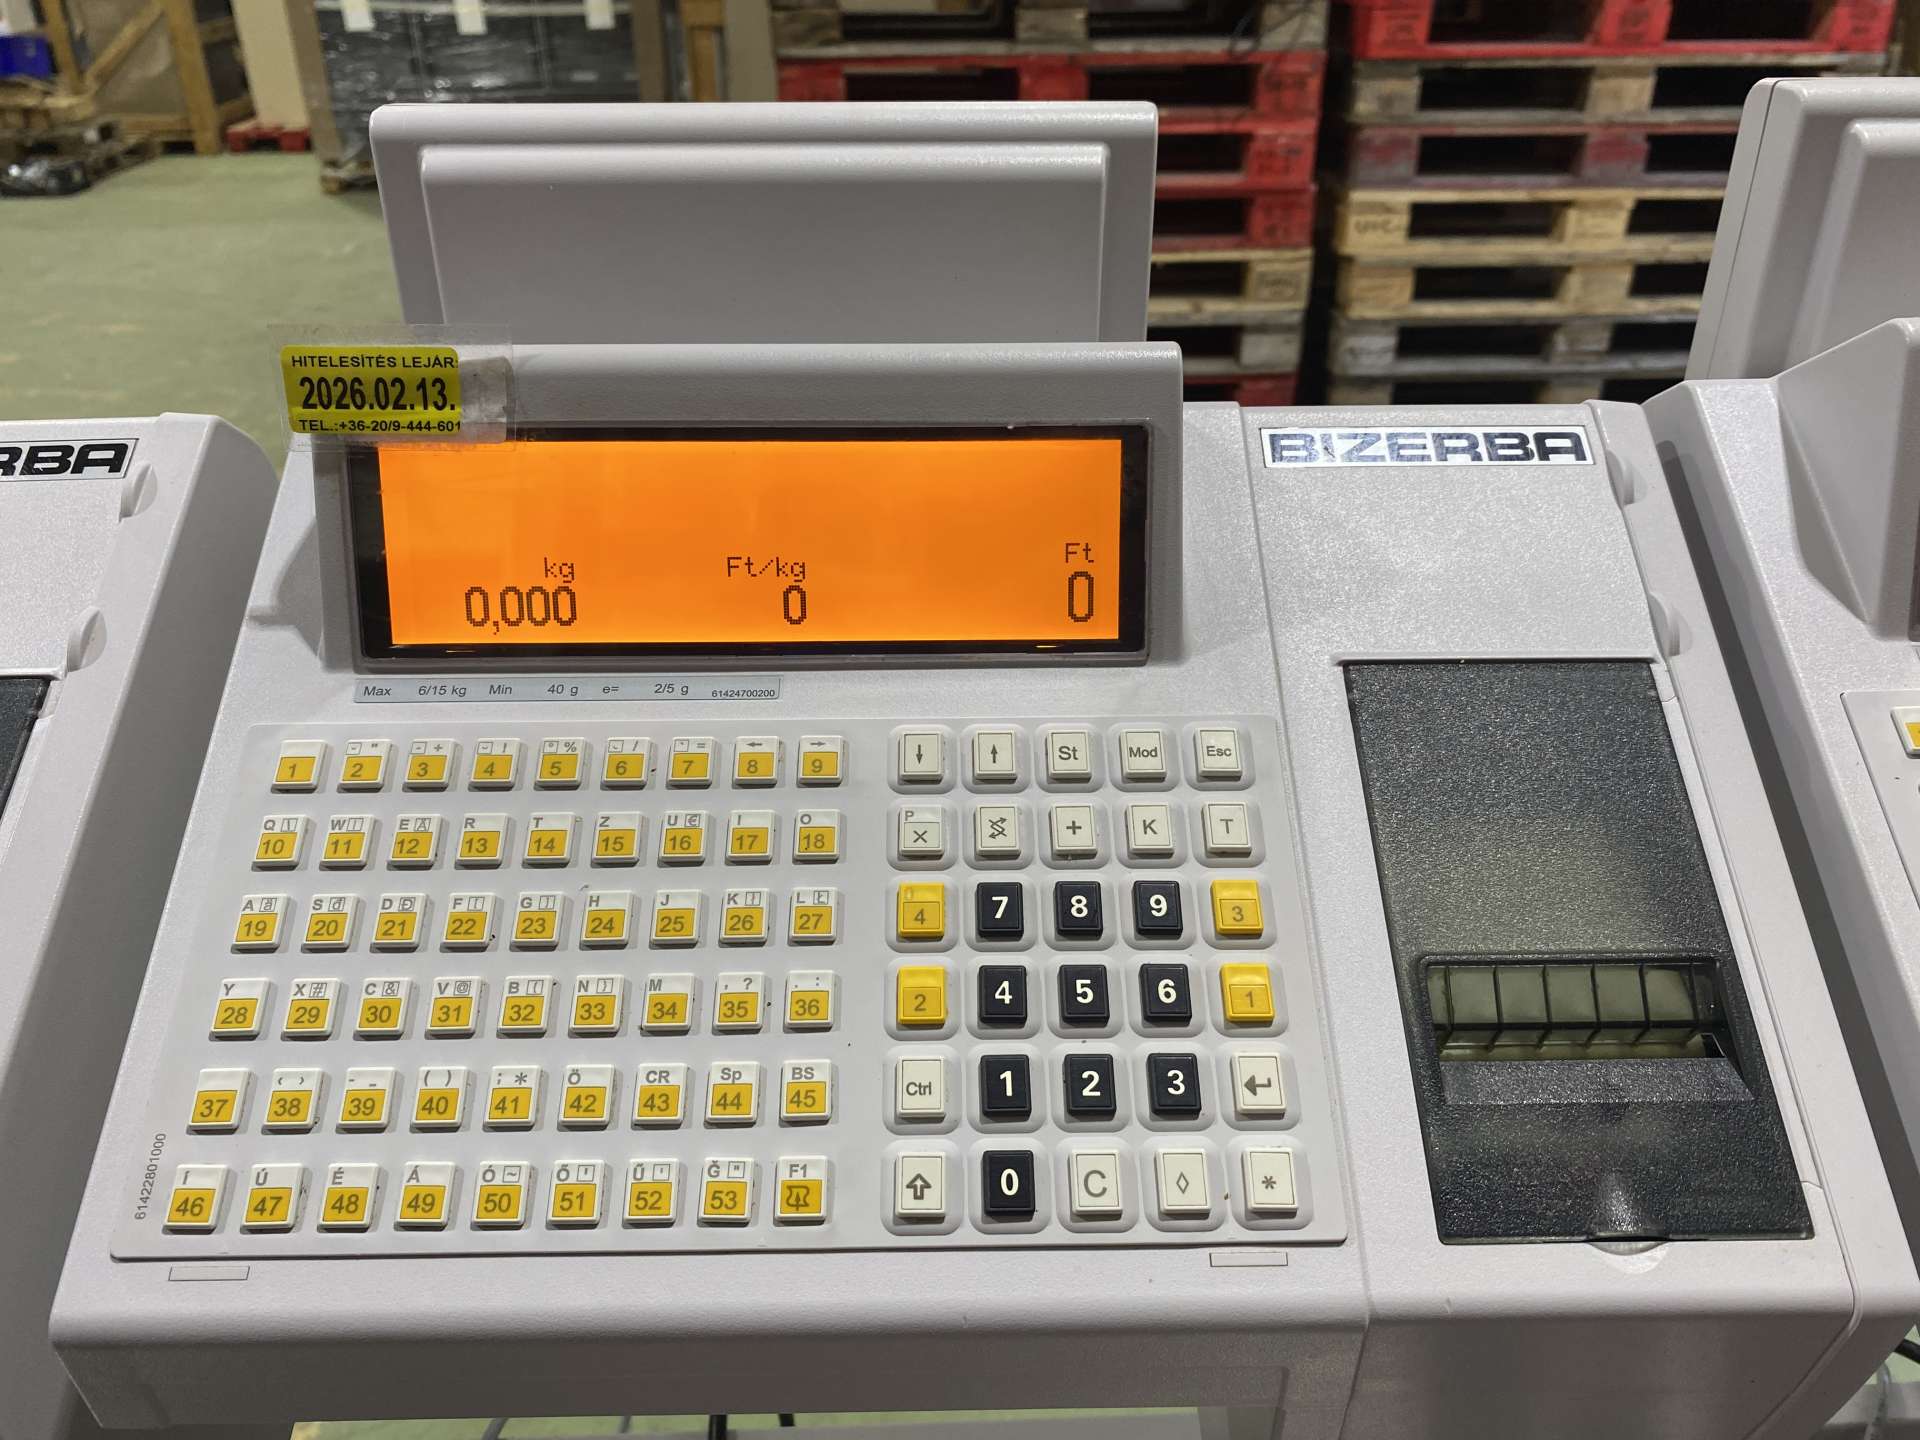 HITELESÍTÉS LEJÁR:
2026.02.13.
TEL.:+36-20/9-444-601
RBA
BIZERBA
kg Ft/kg Ft
0,000 0 0
Max 6/15 kg Min 40 g e= 2/5 g 61424700200
1 2 " 3 - + 4 ! 5 ° % 6 / 7 ` = 8 ← 9 →
↓ ↑ St Mod Esc
Q \ 10 W | 11 E Ä 12 R 13 T 14 Z 15 U € 16 I 17 O 18
P × + K T
A 19 S đ 20 D Đ 21 F [ 22 G ] 23 H 24 J 25 K ł 26 L Ł 27
4 7 8 9 3
Y 28 X # 29 C & 30 V @ 31 B { 32 N } 33 M 34 , ? 35 . : 36
2 4 5 6 1
37 ‹ › 38 - _ 39 ( ) 40 ; * 41 Ö 42 CR 43 Sp 44 BS 45
Ctrl 1 2 3 ↵
Í 46 Ú 47 É 48 Á 49 Ó ~ 50 Ő ' 51 Ű ' 52 Ğ " 53 F1
⇧ 0 C ◊ *
61422801000